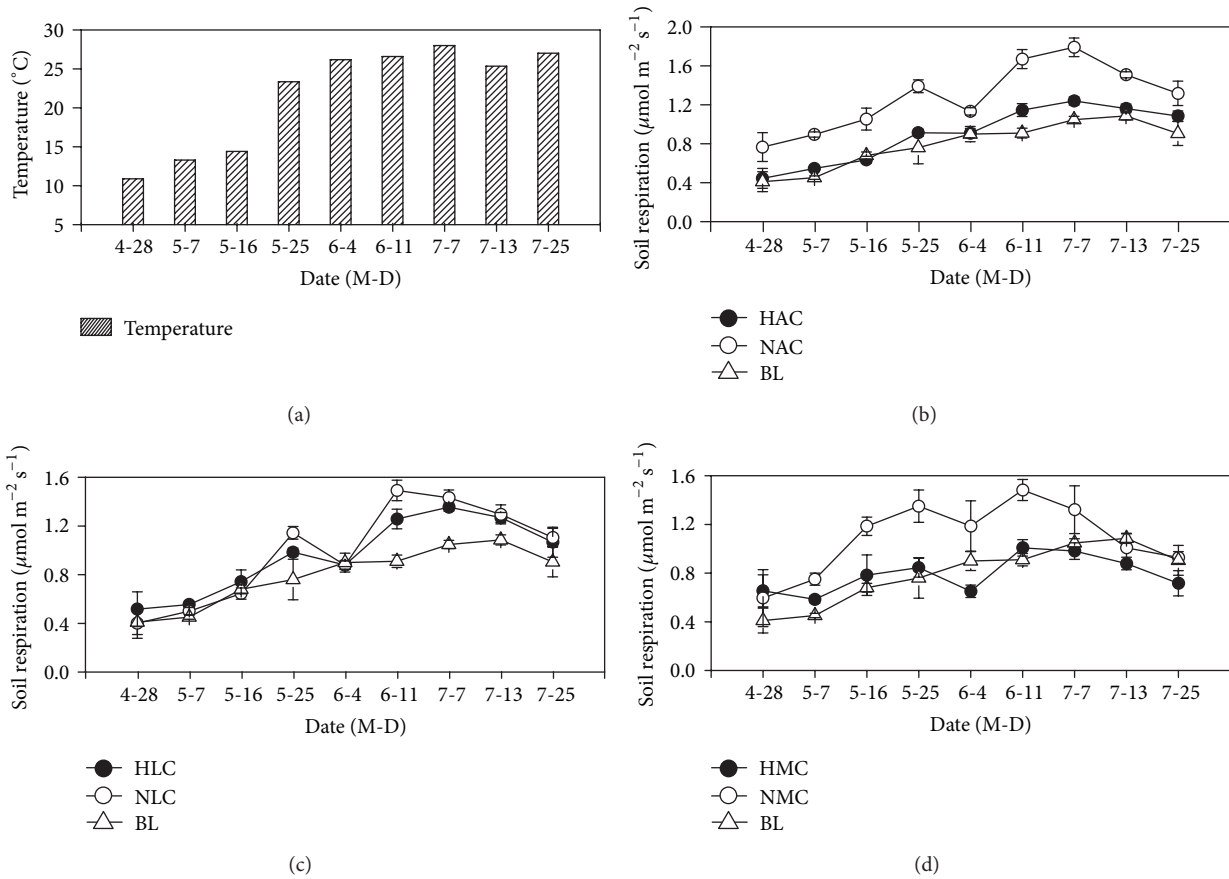 Temperature (°C)
30
25
20
15
10
5
4-28 5-7 5-16 5-25 6-4 6-11 7-7 7-13 7-25
Date (M-D)
Temperature
(a)
Soil respiration (μmol m−2 s−1)
2.0
1.6
1.2
0.8
0.4
0.0
4-28 5-7 5-16 5-25 6-4 6-11 7-7 7-13 7-25
Date (M-D)
HAC
NAC
BL
(b)
Soil respiration (μmol m−2 s−1)
1.6
1.2
0.8
0.4
0.0
4-28 5-7 5-16 5-25 6-4 6-11 7-7 7-13 7-25
Date (M-D)
HLC
NLC
BL
(c)
Soil respiration (μmol m−2 s−1)
1.6
1.2
0.8
0.4
0.0
4-28 5-7 5-16 5-25 6-4 6-11 7-7 7-13 7-25
Date (M-D)
HMC
NMC
BL
(d)